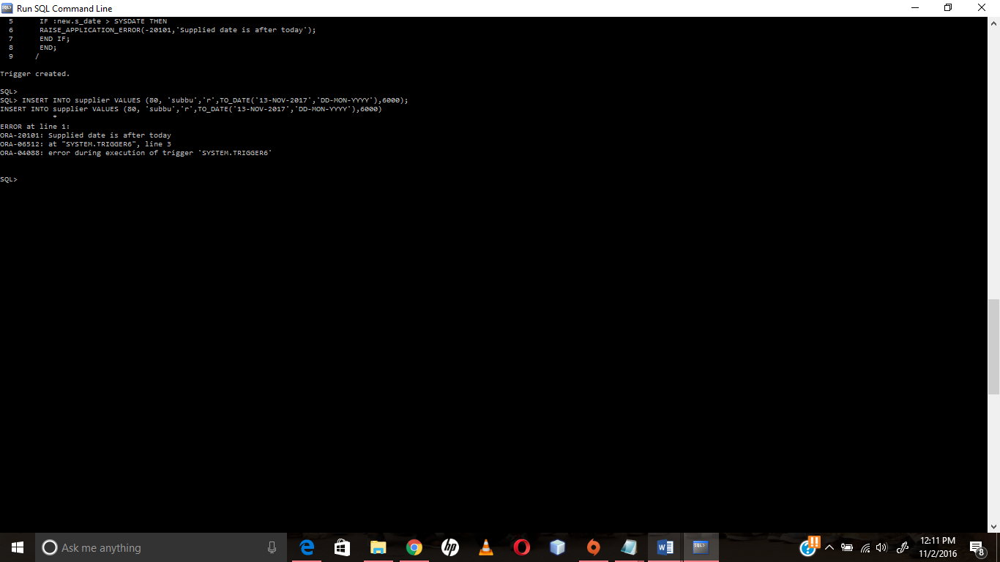 SQL> Run SQL Command Line
5 IF :new.s_date > SYSDATE THEN
6 RAISE_APPLICATION_ERROR(-20101,'Supplied date is after today');
7 END IF;
8 END;
9 /
Trigger created.
SQL>
SQL> INSERT INTO supplier VALUES (80, 'subbu','r',TO_DATE('13-NOV-2017','DD-MON-YYYY'),6000);
INSERT INTO supplier VALUES (80, 'subbu','r',TO_DATE('13-NOV-2017','DD-MON-YYYY'),6000)
*
ERROR at line 1:
ORA-20101: Supplied date is after today
ORA-06512: at "SYSTEM.TRIGGER6", line 3
ORA-04088: error during execution of trigger 'SYSTEM.TRIGGER6'
SQL>
Ask me anything
hp
SQL>
12:11 PM
11/2/2016
8